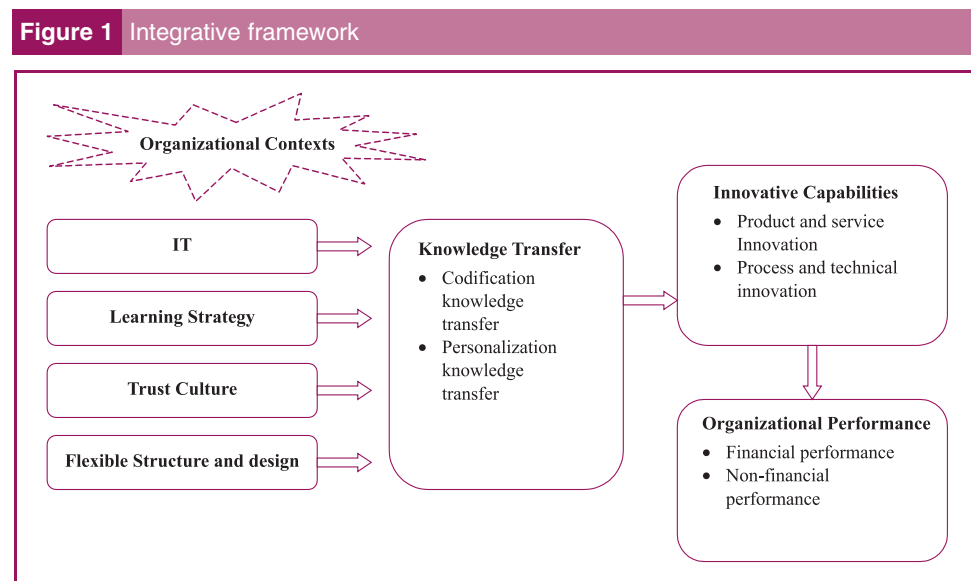 Figure 1 Integrative framework
Organizational Contexts
IT
Learning Strategy
Trust Culture
Flexible Structure and design
Knowledge Transfer
• Codification
knowledge
transfer
• Personalization
knowledge
transfer
Innovative Capabilities
• Product and service
Innovation
• Process and technical
innovation
Organizational Performance
• Financial performance
• Non-financial
performance